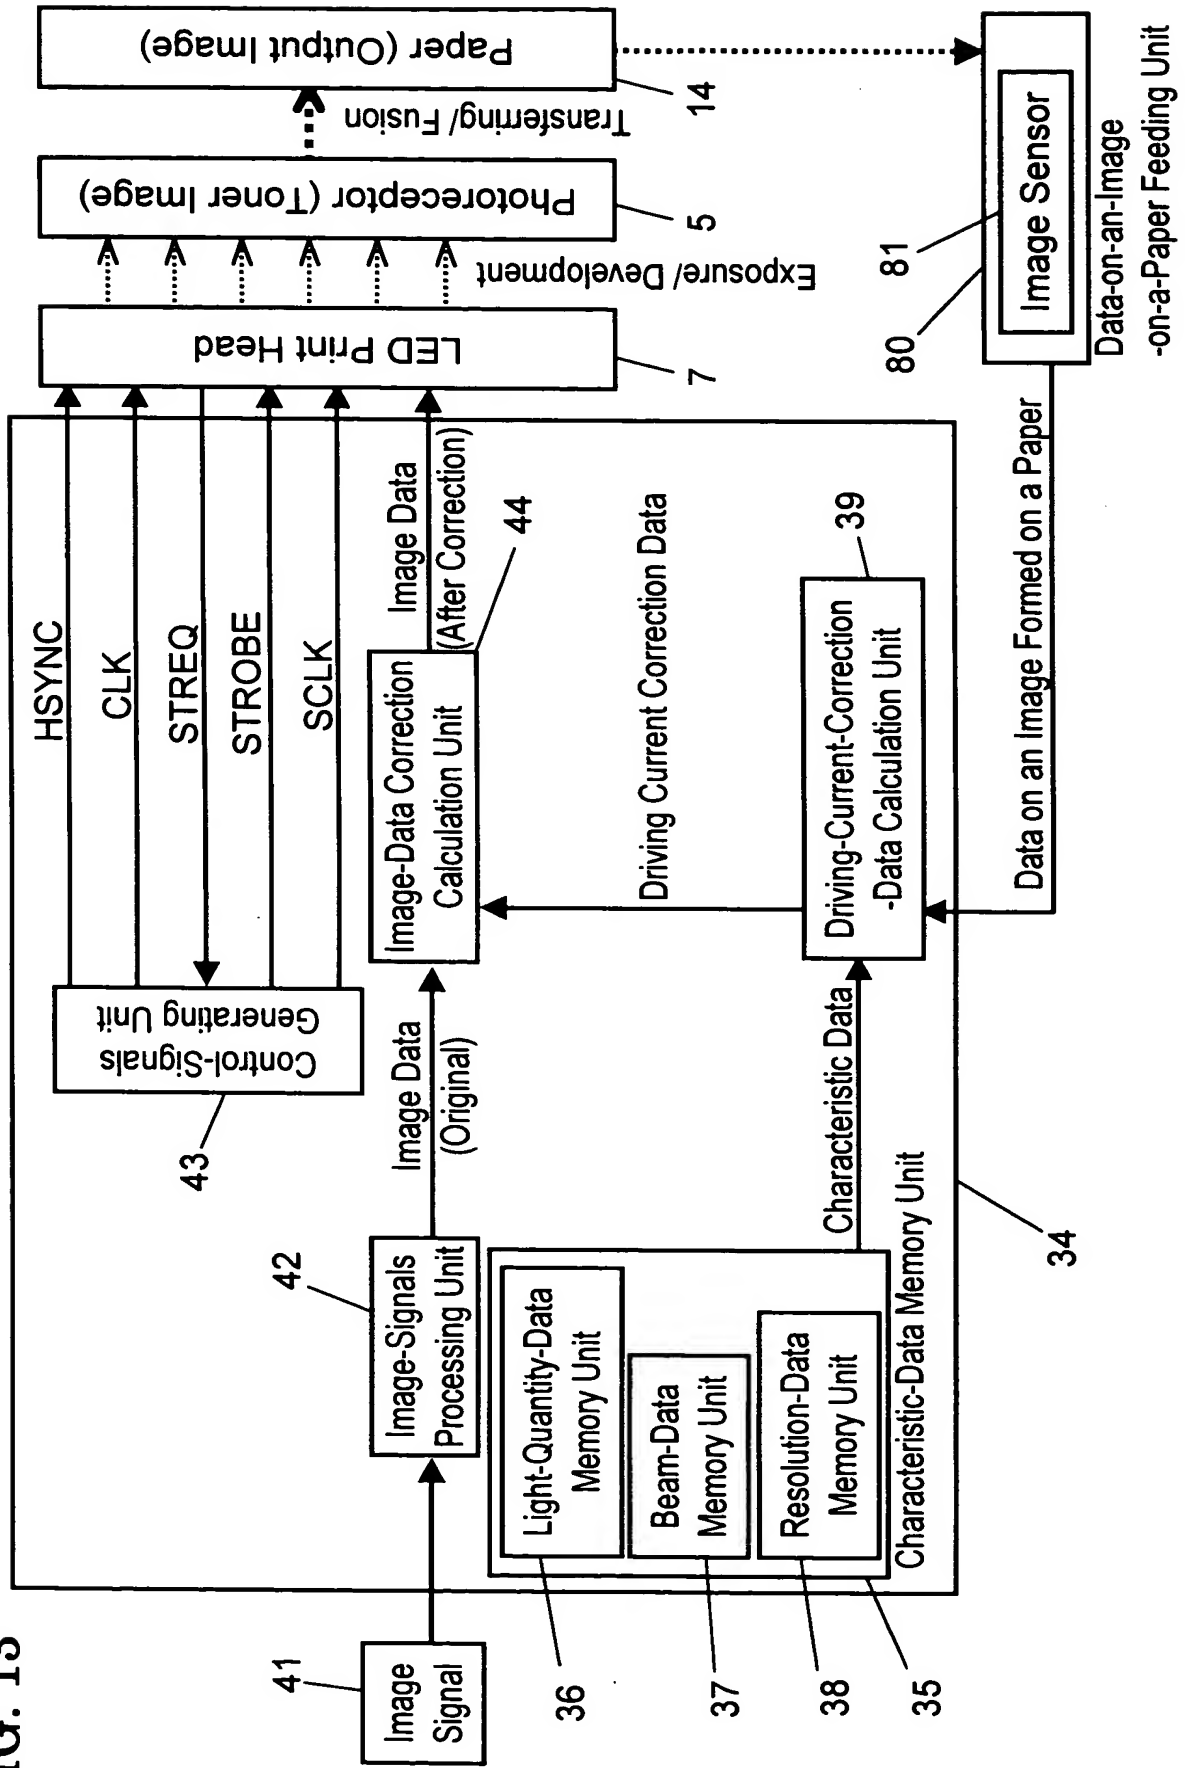 FIG. 13
41
Image
Signal
42
Image-Signals
Processing Unit
Image Data
(Original)
43
Control-Signals
Generating Unit
HSYNC
CLK
STREQ
STROBE
SCLK
Image-Data Correction
Calculation Unit
44
Image Data
(After Correction)
LED Print Head
7
Exposure/ Development
Photoreceptor (Toner Image)
5
Transferring/ Fusion
Paper (Output Image)
14
36
Light-Quantity-Data
Memory Unit
37
Beam-Data
Memory Unit
38
Resolution-Data
Memory Unit
35
Characteristic-Data Memory Unit
Characteristic Data
34
Driving Current Correction Data
39
Driving-Current-Correction
-Data Calculation Unit
Data on an Image Formed on a Paper
80
81
Image Sensor
Data-on-an-Image
-on-a-Paper Feeding Unit